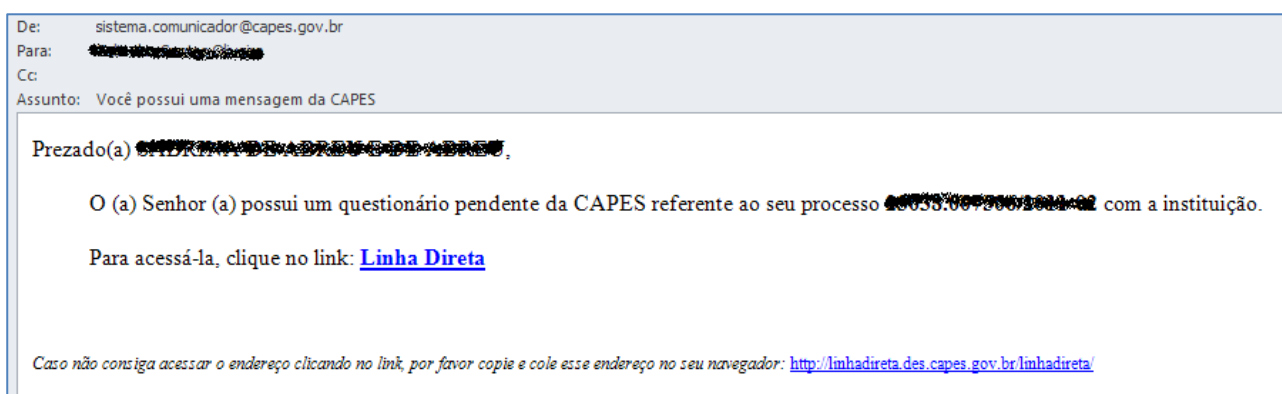 De: sistema.comunicador@capes.gov.br
Para:
Cc:
Assunto: Você possui uma mensagem da CAPES
Prezado(a) ,
O (a) Senhor (a) possui um questionário pendente da CAPES referente ao seu processo com a instituição.
Para acessá-la, clique no link: Linha Direta
Caso não consiga acessar o endereço clicando no link, por favor copie e cole esse endereço no seu navegador: http://linhadireta.des.capes.gov.br/linhadireta/